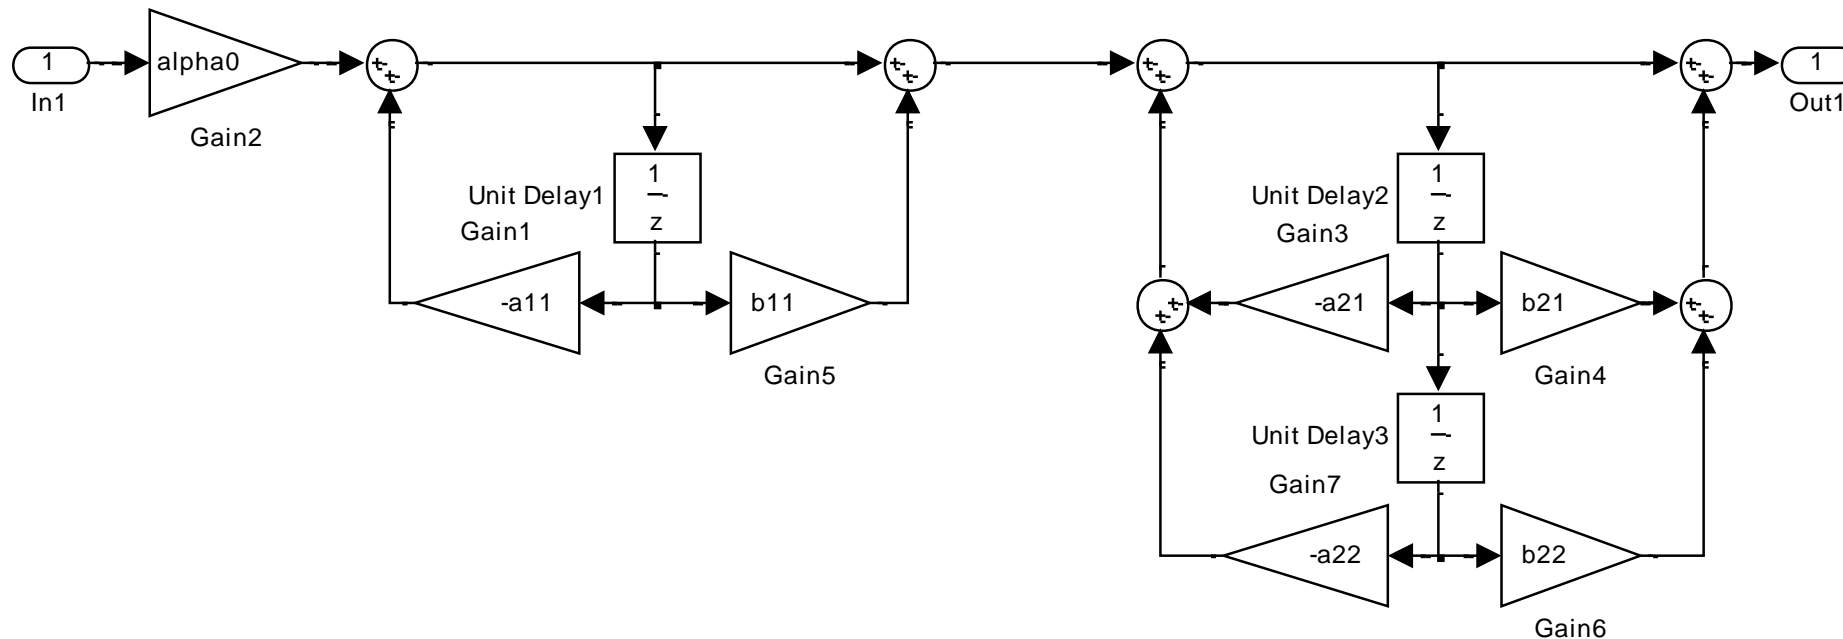 1
In1
alpha0
Gain2
1
Out1
Unit Delay1
1
z
Gain1
-a11
b11
Gain5
Unit Delay2
1
z
Gain3
-a21
b21
Gain4
Unit Delay3
1
z
Gain7
-a22
b22
Gain6